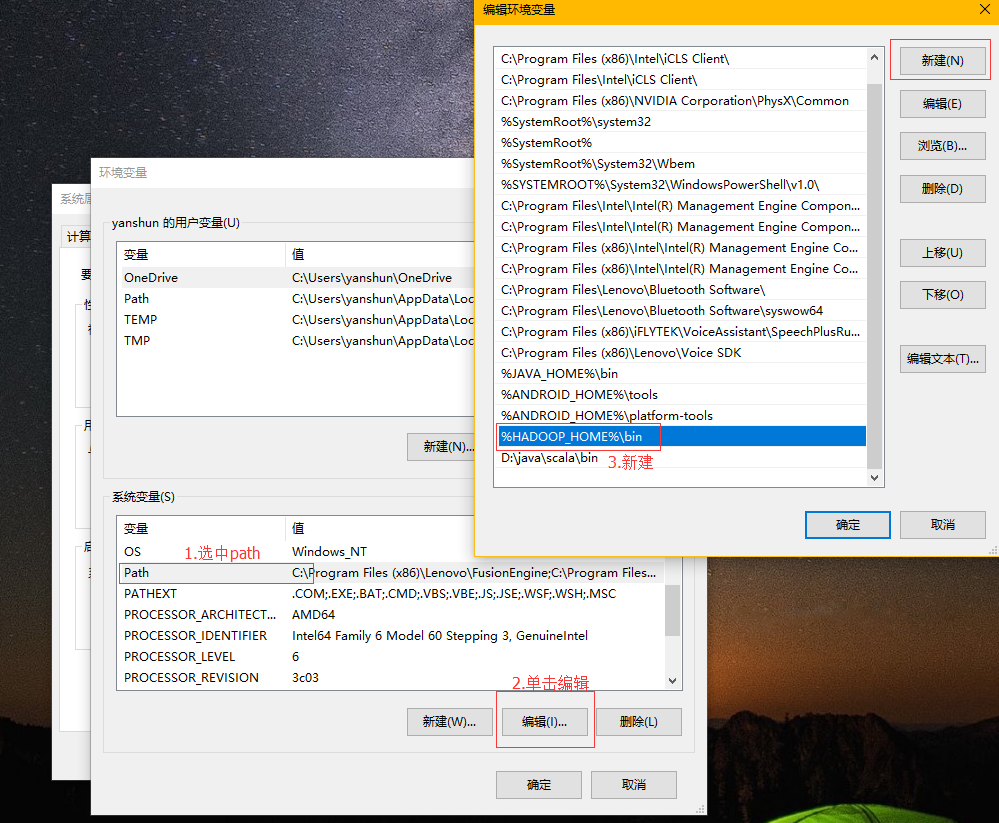 编辑环境变量
C:\Program Files (x86)\Intel\iCLS Client\
C:\Program Files\Intel\iCLS Client\
C:\Program Files (x86)\NVIDIA Corporation\PhysX\Common
%SystemRoot%\system32
%SystemRoot%
%SystemRoot%\System32\Wbem
%SYSTEMROOT%\System32\WindowsPowerShell\v1.0\
C:\Program Files\Intel\Intel(R) Management Engine Compon...
C:\Program Files\Intel\Intel(R) Management Engine Compon...
C:\Program Files (x86)\Intel\Intel(R) Management Engine Co...
C:\Program Files (x86)\Intel\Intel(R) Management Engine Co...
C:\Program Files\Lenovo\Bluetooth Software\
C:\Program Files\Lenovo\Bluetooth Software\syswow64
C:\Program Files (x86)\iFLYTEK\VoiceAssistant\SpeechPlusRu...
C:\Program Files (x86)\Lenovo\Voice SDK
%JAVA_HOME%\bin
%ANDROID_HOME%\tools
%ANDROID_HOME%\platform-tools
%HADOOP_HOME%\bin
D:\java\scala\bin
3.新建
新建(N)
编辑(E)
浏览(B)...
删除(D)
上移(U)
下移(O)
编辑文本(T)...
确定 取消
系统属
计算
要
环境变量
yanshun 的用户变量(U)
变量 值
OneDrive C:\Users\yanshun\OneDrive
Path C:\Users\yanshun\AppData\Loc
TEMP C:\Users\yanshun\AppData\Loc
TMP C:\Users\yanshun\AppData\Loc
新建(N)...
系统变量(S)
变量 值
OS Windows_NT
1.选中path
Path C:\Program Files (x86)\Lenovo\FusionEngine;C:\Program Files...
PATHEXT .COM;.EXE;.BAT;.CMD;.VBS;.VBE;.JS;.JSE;.WSF;.WSH;.MSC
PROCESSOR_ARCHITECT... AMD64
PROCESSOR_IDENTIFIER Intel64 Family 6 Model 60 Stepping 3, GenuineIntel
PROCESSOR_LEVEL 6
PROCESSOR_REVISION 3c03
2.单击编辑
新建(W)... 编辑(I)... 删除(L)
确定 取消